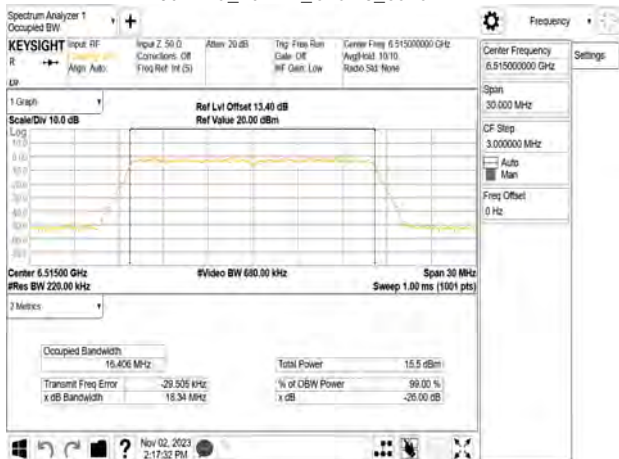 Spectrum Analyzer 1
Occupied BW
Frequency
KEYSIGHT
Input: RF
Input Z: 50 Ω
Atten: 20 dB
Trig: Free Run
Center Freq: 6.515000000 GHz
R
Corrections: Off
Gate: Off
Avg|Hold: 10/10
Align: Auto
Freq Ref: Int (S)
#IF Gain: Low
Radio Std: None
Center Frequency
6.515000000 GHz
Settings
Span
30.000 MHz
CF Step
3.000000 MHz
Auto
Man
Freq Offset
0 Hz
1 Graph
Ref Lvl Offset 13.40 dB
Scale/Div 10.0 dB
Ref Value 20.00 dBm
Log
10.0
0.00
Center 6.51500 GHz
#Video BW 680.00 kHz
Span 30 MHz
#Res BW 220.00 kHz
Sweep 1.00 ms (1001 pts)
2 Metrics
Occupied Bandwidth
16.406 MHz
Total Power
15.5 dBm
Transmit Freq Error
-29.505 kHz
% of OBW Power
99.00 %
x dB Bandwidth
18.34 MHz
x dB
-26.00 dB
Nov 02, 2023
2:17:32 PM